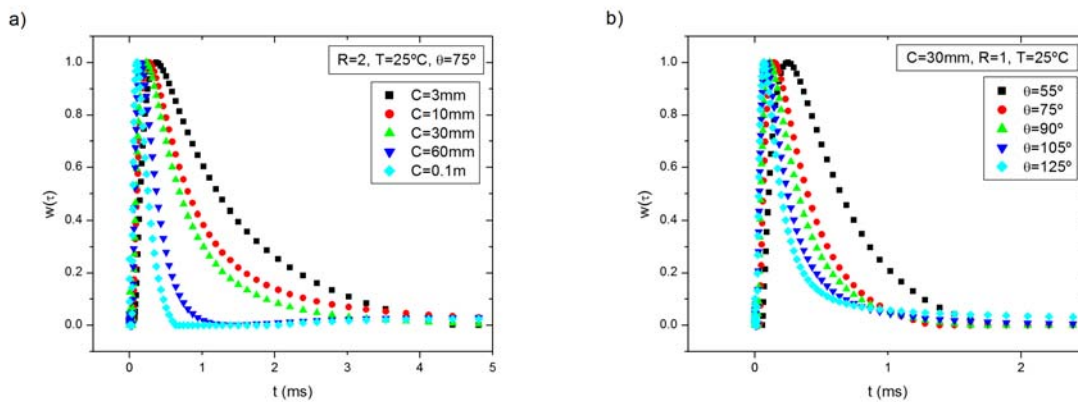 a)
R=2, T=25ºC, θ=75º
C=3mm
C=10mm
C=30mm
C=60mm
C=0.1m
1.0
0.8
0.6
0.4
0.2
0.0
w(τ)
0 1 2 3 4 5
t (ms)
b)
C=30mm, R=1, T=25ºC
θ=55º
θ=75º
θ=90º
θ=105º
θ=125º
1.0
0.8
0.6
0.4
0.2
0.0
w(τ)
0 1 2
t (ms)